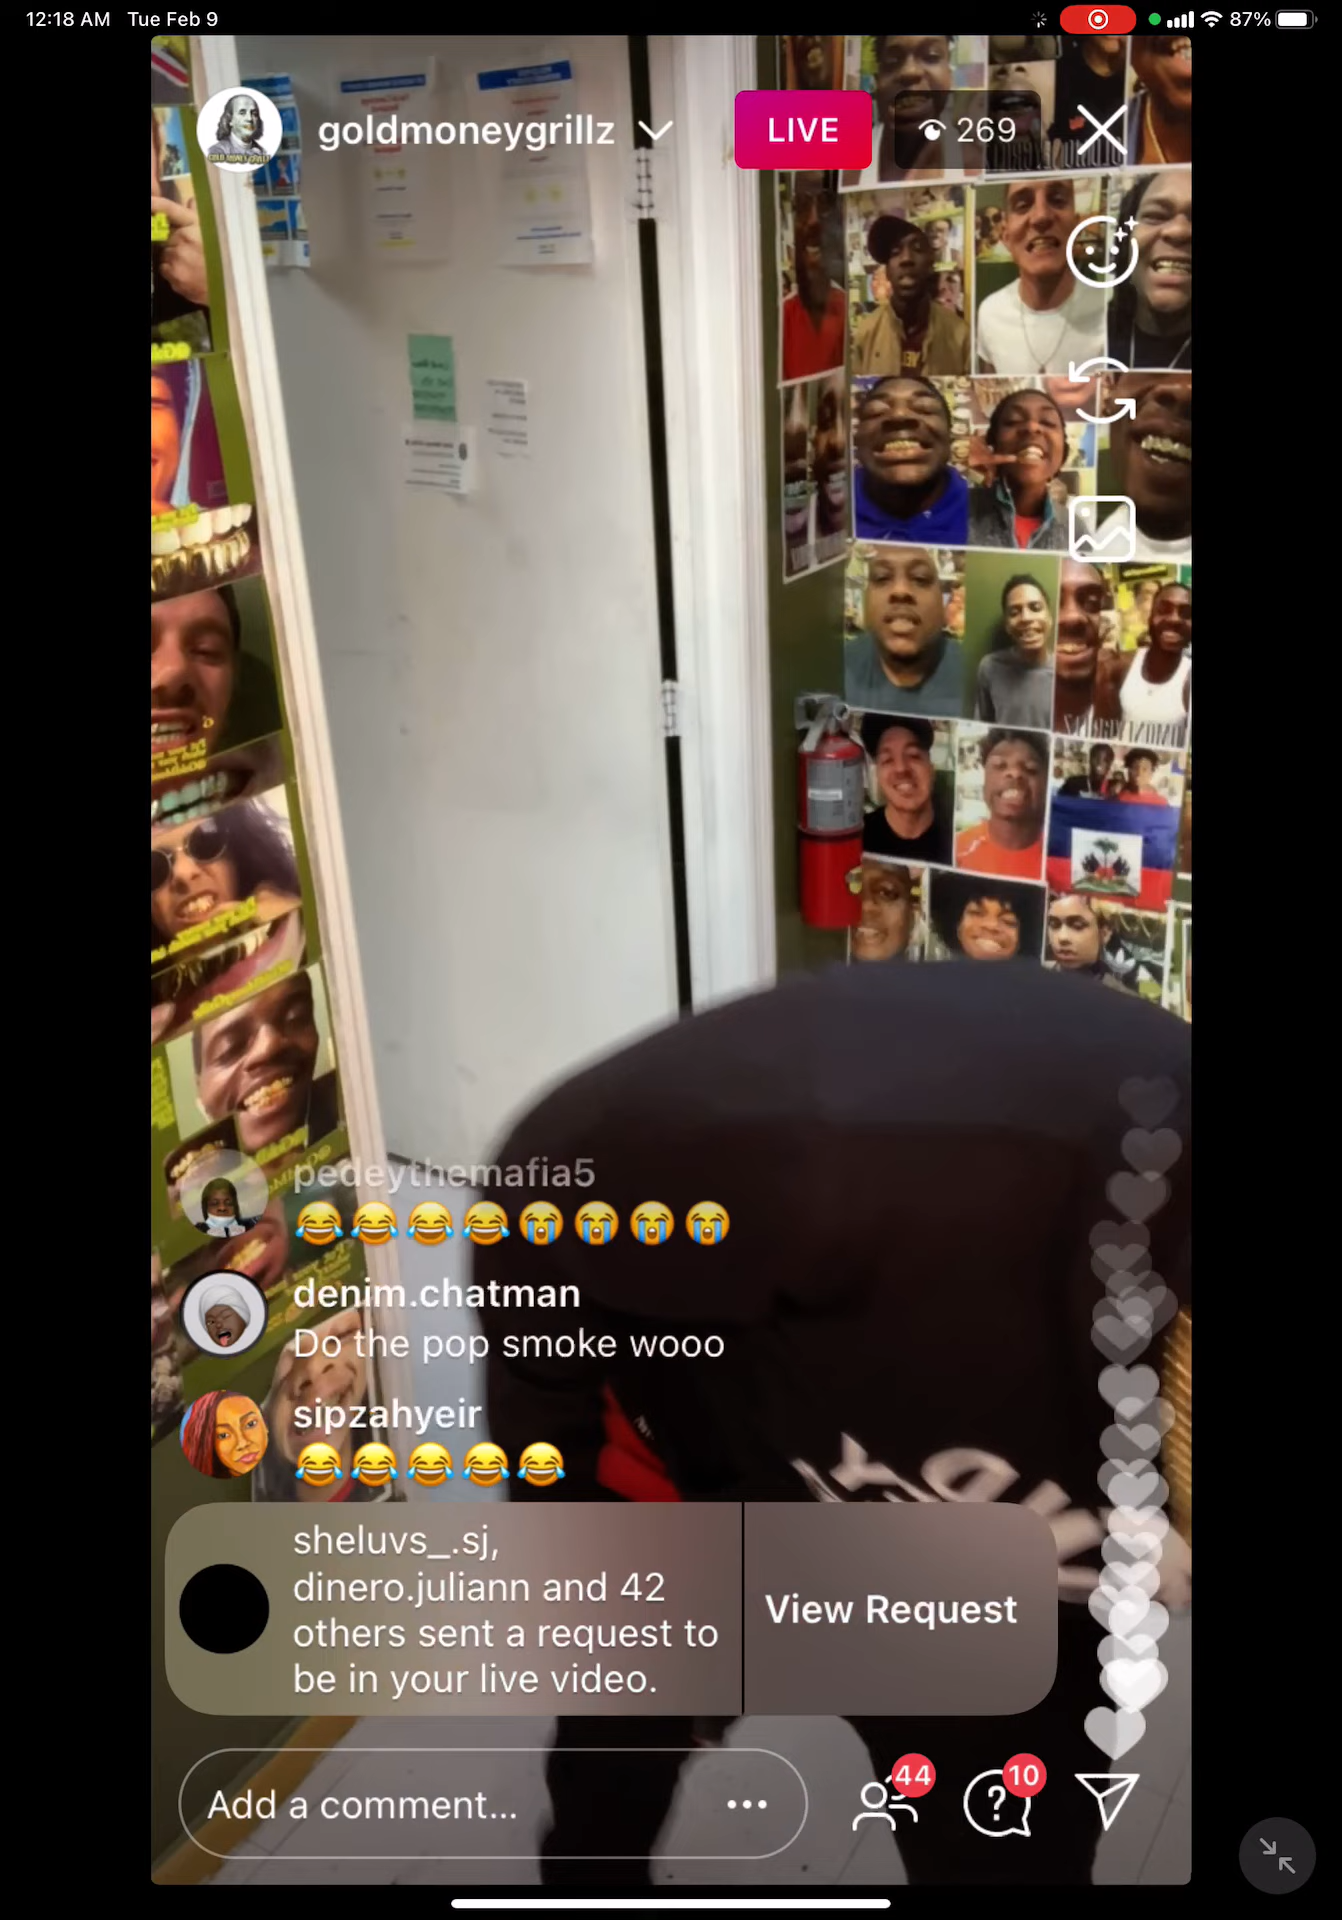 12:18 AM Tue Feb 9
87%
goldmoneygrillz
LIVE
269
pedeythemafia5
😂😂😂😂😭😭😭😭
denim.chatman
Do the pop smoke wooo
sipzahyeir
😂😂😂😂😂
sheluvs_.sj,
dinero.juliann and 42
others sent a request to
be in your live video.
View Request
Add a comment...
44
10